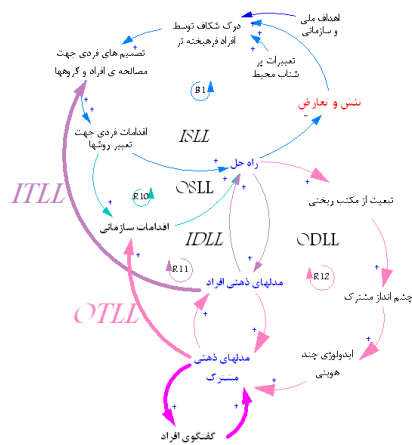 اهداف ملی
و سازمانی
درک شکاف توسط
افراد فرهیخته تر
تغییرات پر
شتاب محیط
تصمیم های فردی جهت
مصالحه ی افراد و گروهها
B1
تنش و تعارض
اقدامات فردی جهت
تغییر روشها
ISLL
راه حل
ITLL
R10
OSLL
تبعیت از مکتب ریختی
اقدامات سازمانی
IDLL
ODLL
R11
R12
مدلهای ذهنی افراد
چشم انداز مشترک
OTLL
مدلهای ذهنی
مشترک
ایدولوژی چند
هویتی
گفتگوی افراد